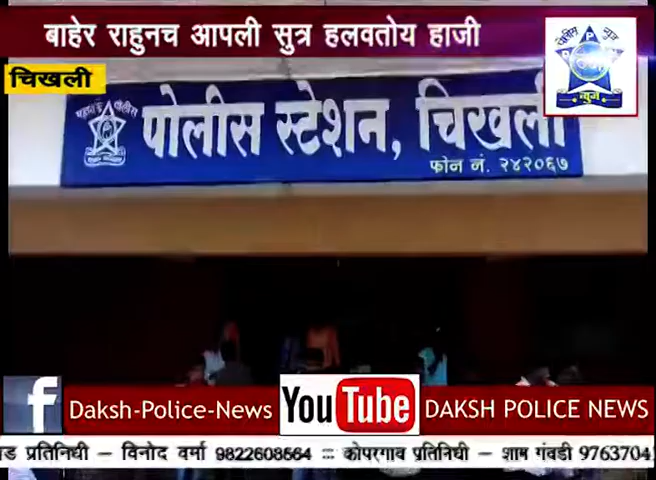 बाहेर राहुनच आपली सुत्र हलवतोय हाजी
चिखली
पोलीस स्टेशन, चिखली
फोन नं. २४२०६७
f Daksh-Police-News YouTube DAKSH POLICE NEWS
ड प्रतिनिधी - विनोद वर्मा 9822608564 :: कोपरगाव प्रतिनिधी - शाम गंवडी 9763704